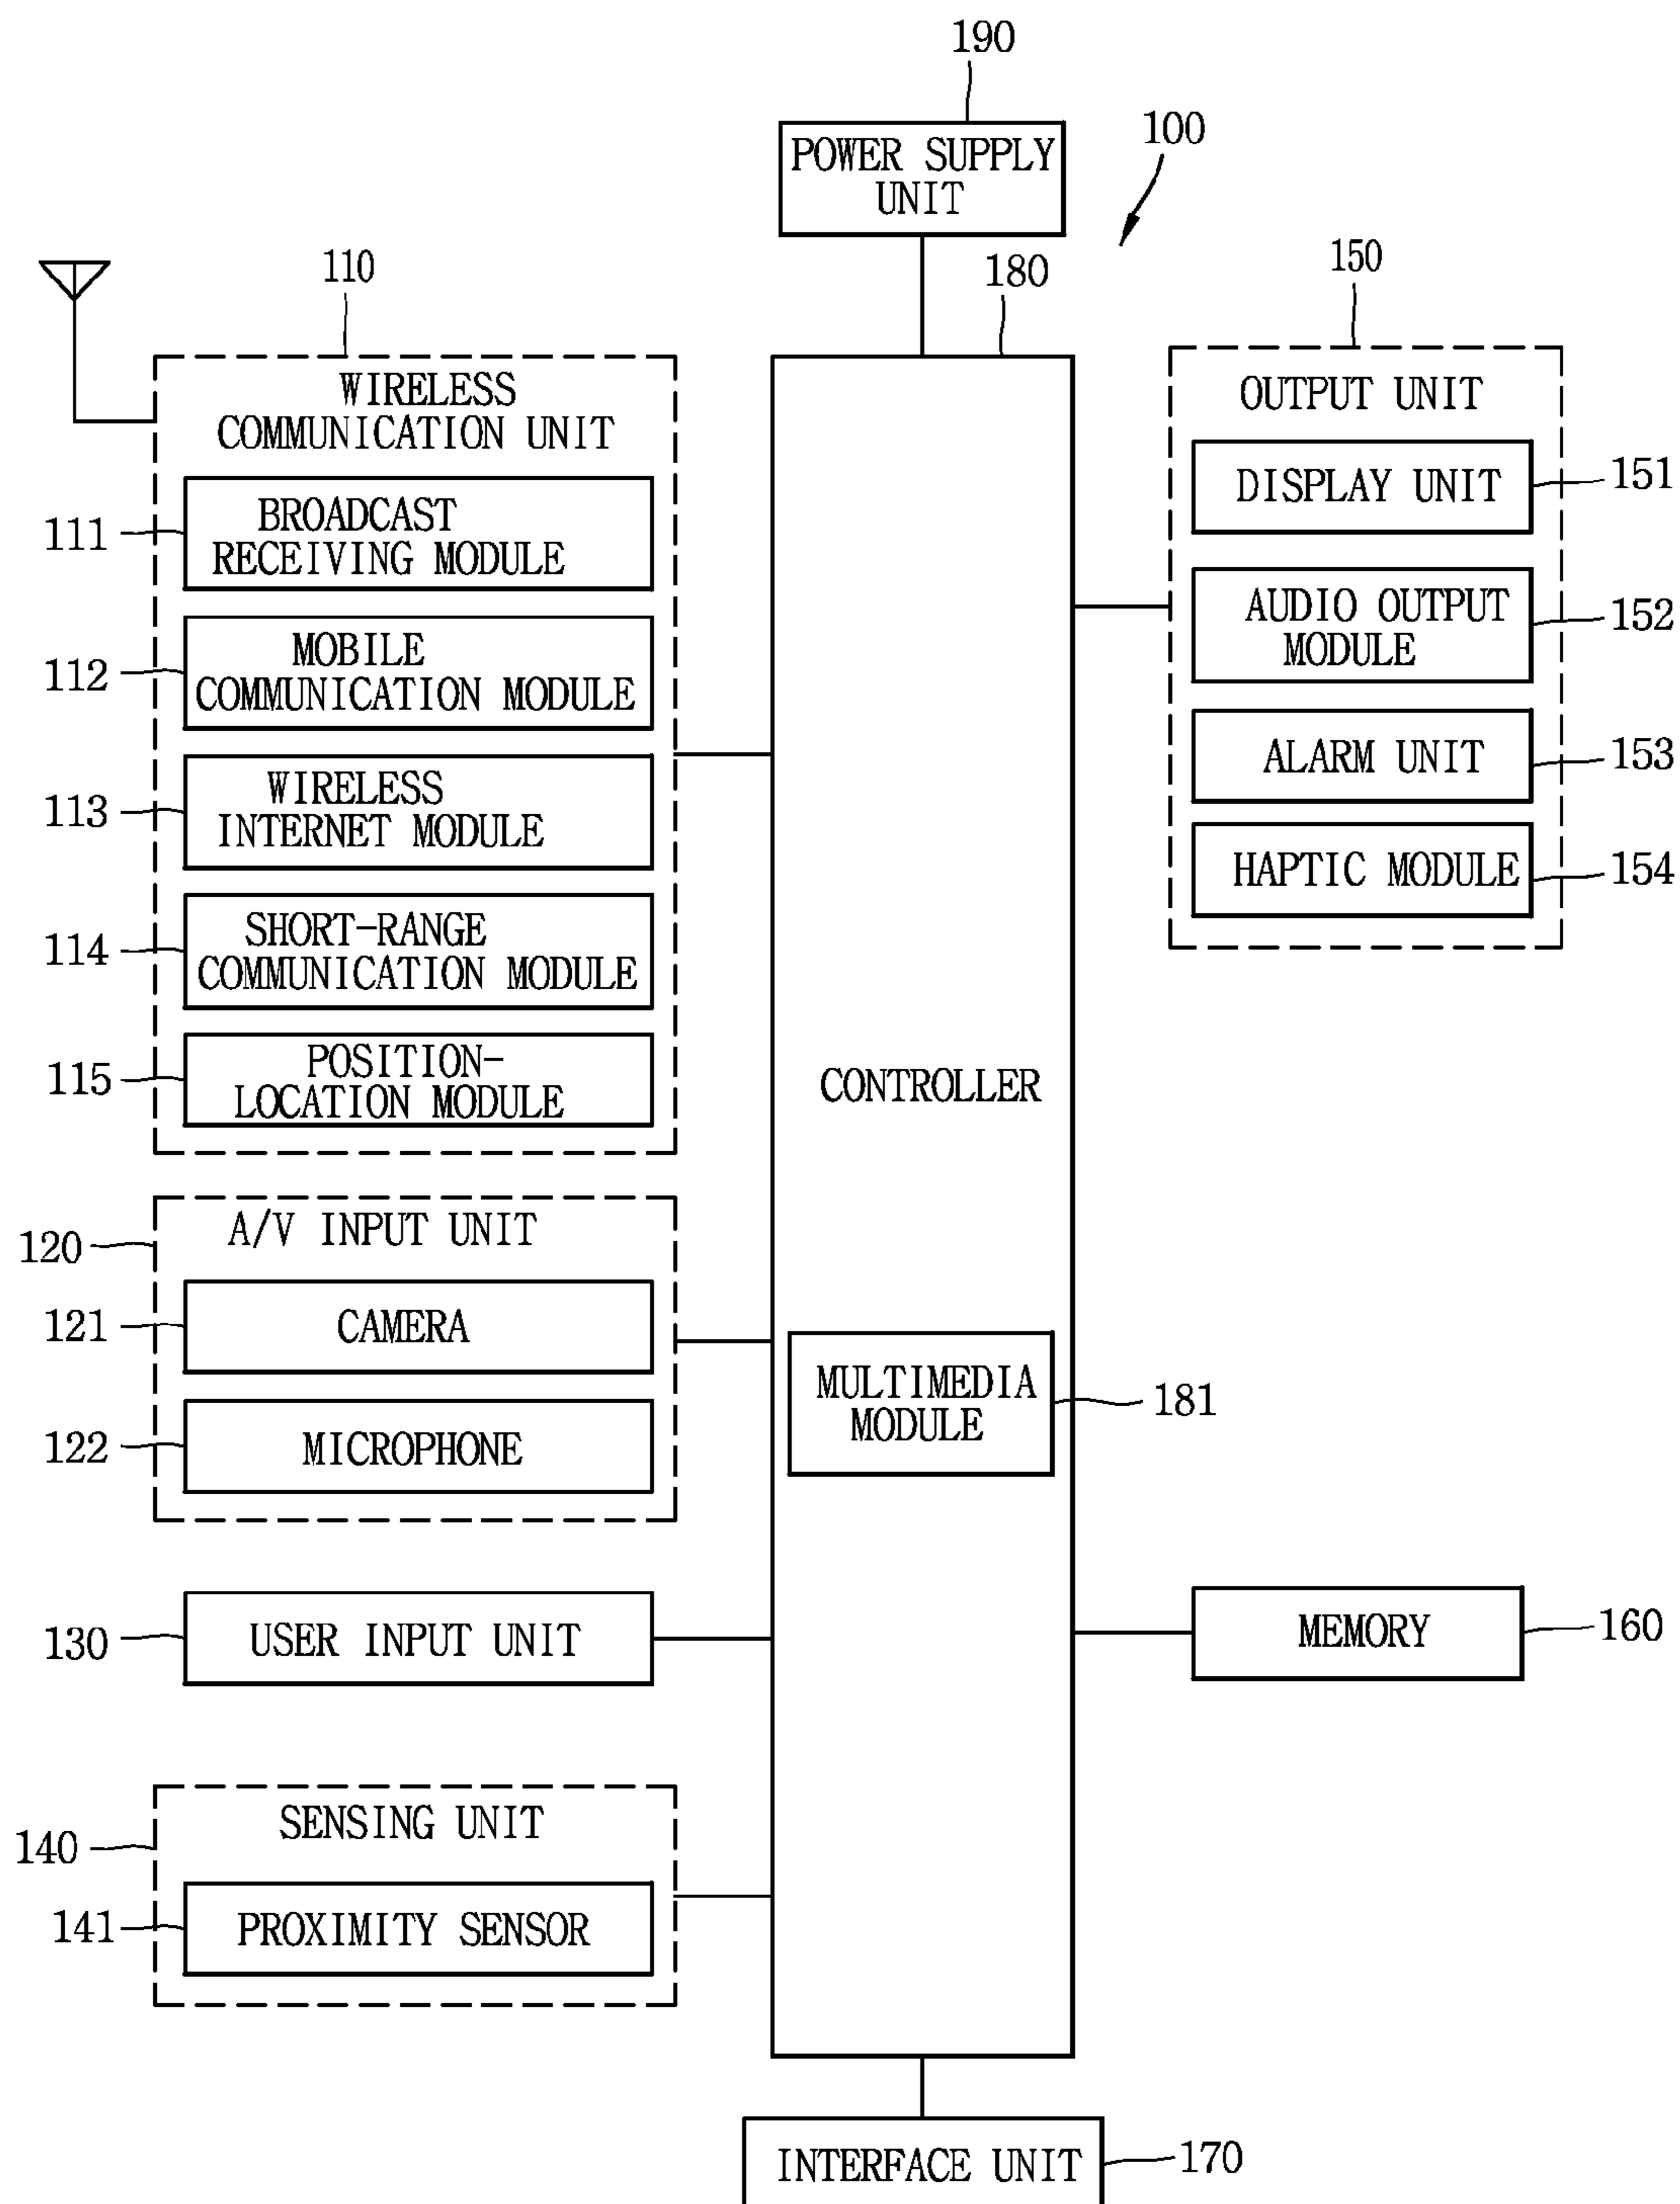 190
POWER SUPPLY
UNIT
100
110
180
150
WIRELESS
COMMUNICATION UNIT
OUTPUT UNIT
111
BROADCAST
RECEIVING MODULE
DISPLAY UNIT
151
112
MOBILE
COMMUNICATION MODULE
AUDIO OUTPUT
MODULE
152
113
WIRELESS
INTERNET MODULE
ALARM UNIT
153
114
SHORT-RANGE
COMMUNICATION MODULE
HAPTIC MODULE
154
115
POSITION-
LOCATION MODULE
CONTROLLER
120
A/V INPUT UNIT
121
CAMERA
122
MICROPHONE
MULTIMEDIA
MODULE
181
130
USER INPUT UNIT
MEMORY
160
140
SENSING UNIT
141
PROXIMITY SENSOR
INTERFACE UNIT
170